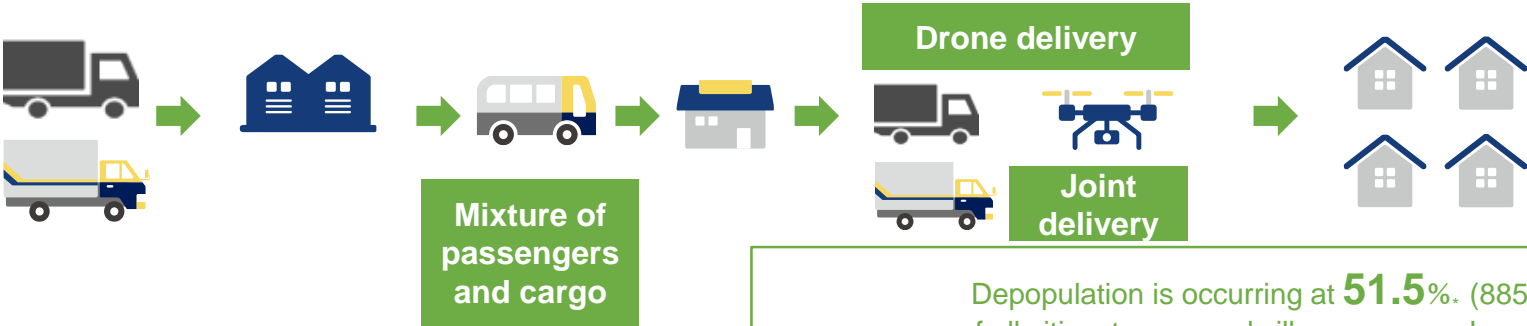 Drone delivery
Joint
delivery
Mixture of
passengers
and cargo
Depopulation is occurring at 51.5%* (885